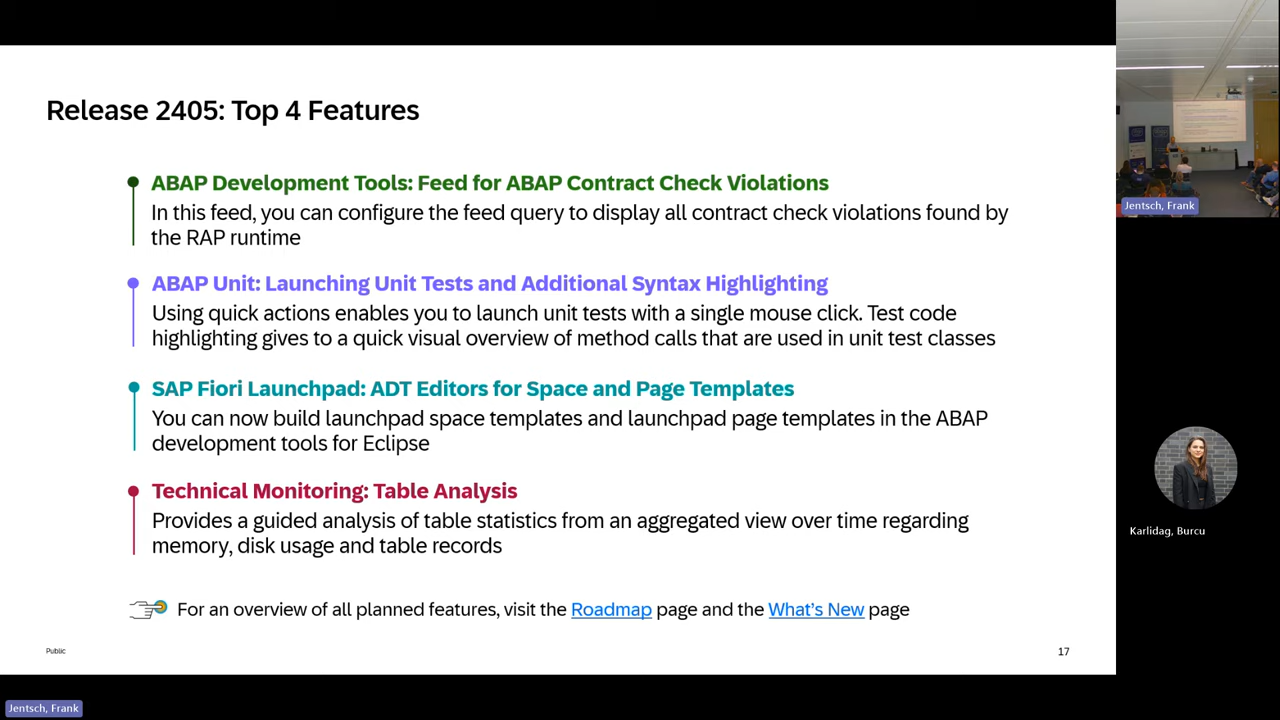 Release 2405: Top 4 Features
ABAP Development Tools: Feed for ABAP Contract Check Violations
In this feed, you can configure the feed query to display all contract check violations found by
the RAP runtime
ABAP Unit: Launching Unit Tests and Additional Syntax Highlighting
Using quick actions enables you to launch unit tests with a single mouse click. Test code
highlighting gives to a quick visual overview of method calls that are used in unit test classes
SAP Fiori Launchpad: ADT Editors for Space and Page Templates
You can now build launchpad space templates and launchpad page templates in the ABAP
development tools for Eclipse
Technical Monitoring: Table Analysis
Provides a guided analysis of table statistics from an aggregated view over time regarding
memory, disk usage and table records
For an overview of all planned features, visit the Roadmap page and the What's New page
Public
17
Jentsch, Frank
Karlidag, Burcu
Jentsch, Frank